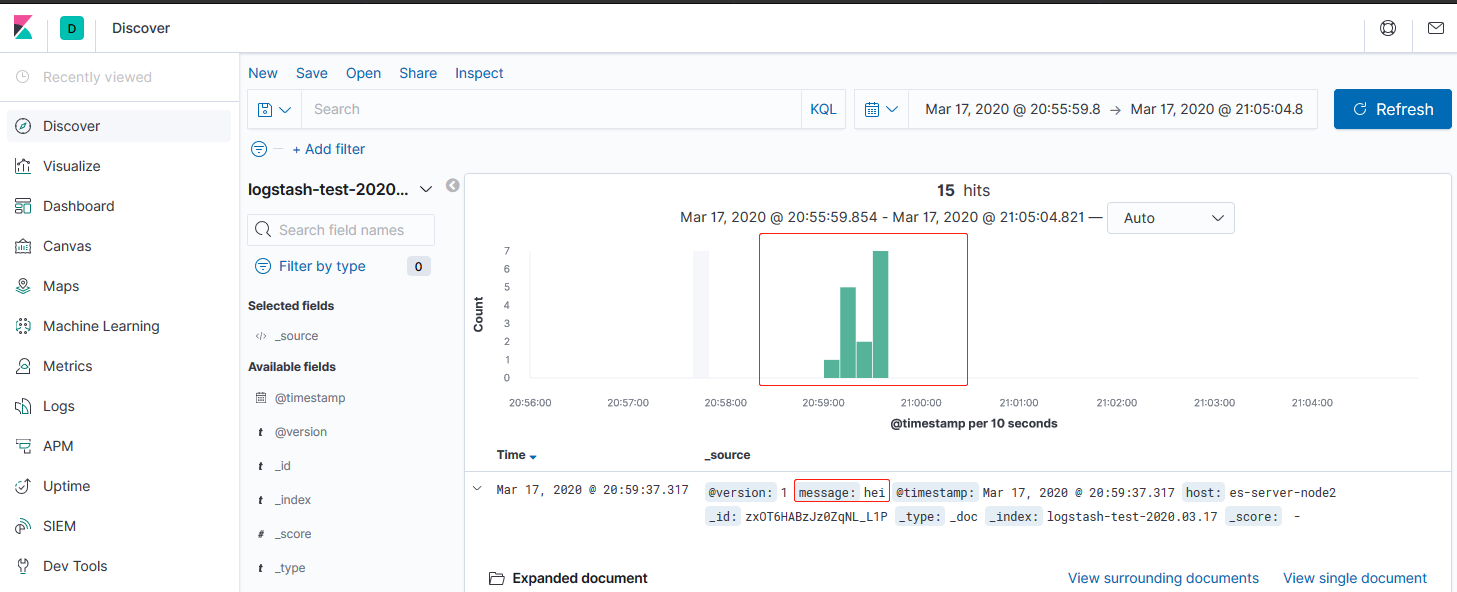 D Discover
Recently viewed
Discover
Visualize
Dashboard
Canvas
Maps
Machine Learning
Metrics
Logs
APM
Uptime
SIEM
Dev Tools
New Save Open Share Inspect
Search KQL Mar 17, 2020 @ 20:55:59.8 → Mar 17, 2020 @ 21:05:04.8 Refresh
+ Add filter
logstash-test-2020...
Search field names
Filter by type 0
Selected fields
</> _source
Available fields
@timestamp
t @version
t _id
t _index
# _score
t _type
15 hits
Mar 17, 2020 @ 20:55:59.854 - Mar 17, 2020 @ 21:05:04.821 — Auto
Count
7
6
5
4
3
2
1
0
20:56:00 20:57:00 20:58:00 20:59:00 21:00:00 21:01:00 21:02:00 21:03:00 21:04:00
@timestamp per 10 seconds
Time _source
Mar 17, 2020 @ 20:59:37.317 @version: 1 message: hei @timestamp: Mar 17, 2020 @ 20:59:37.317 host: es-server-node2
_id: zxOT6HABzJz0ZqNL_L1P _type: _doc _index: logstash-test-2020.03.17 _score: -
Expanded document View surrounding documents View single document